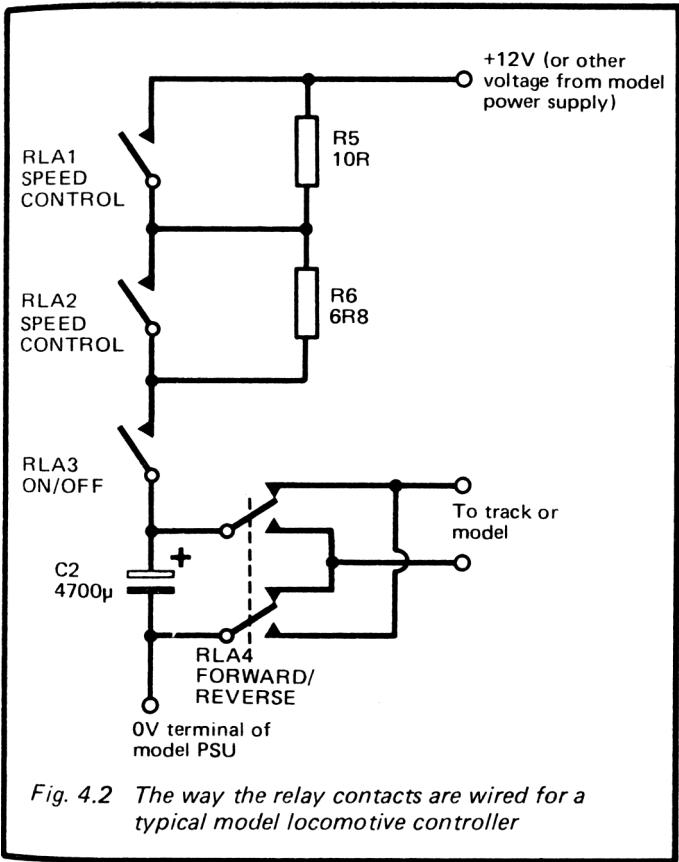 +12V (or other
voltage from model
power supply)
R5
10R
RLA1
SPEED
CONTROL
R6
6R8
RLA2
SPEED
CONTROL
RLA3
ON/OFF
To track or
model
+
C2
4700µ
RLA4
FORWARD/
REVERSE
0V terminal of
model PSU
Fig. 4.2 The way the relay contacts are wired for a
typical model locomotive controller